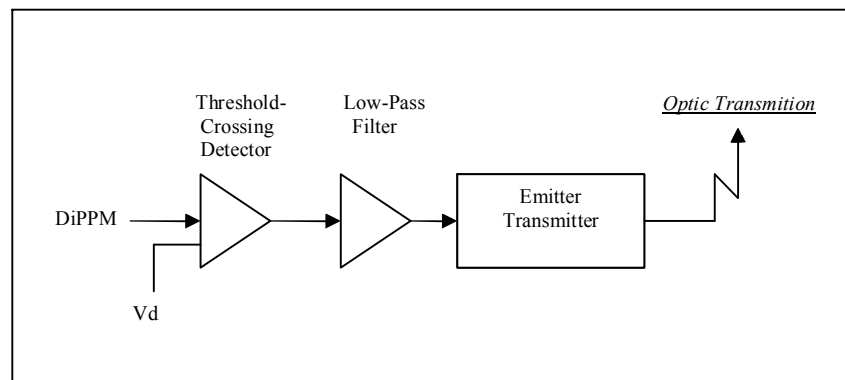 Threshold-
Crossing
Detector
Low-Pass
Filter
Optic Transmition
Emitter
Transmitter
DiPPM
Vd